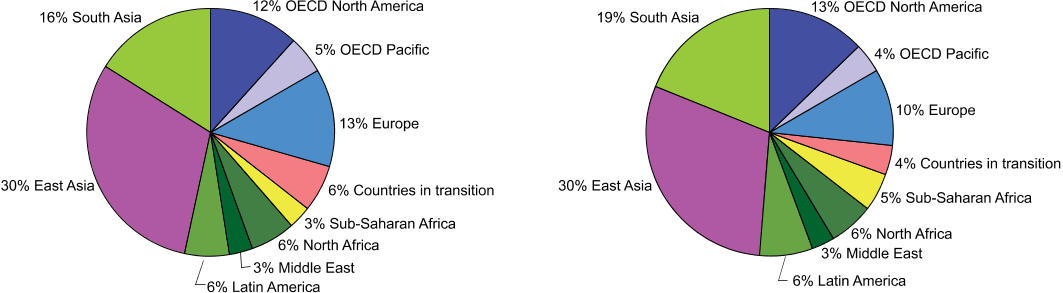 12% OECD North America
16% South Asia
5% OECD Pacific
13% Europe
30% East Asia
6% Countries in transition
3% Sub-Saharan Africa
6% North Africa
3% Middle East
6% Latin America
13% OECD North America
19% South Asia
4% OECD Pacific
10% Europe
4% Countries in transition
30% East Asia
5% Sub-Saharan Africa
6% North Africa
3% Middle East
6% Latin America